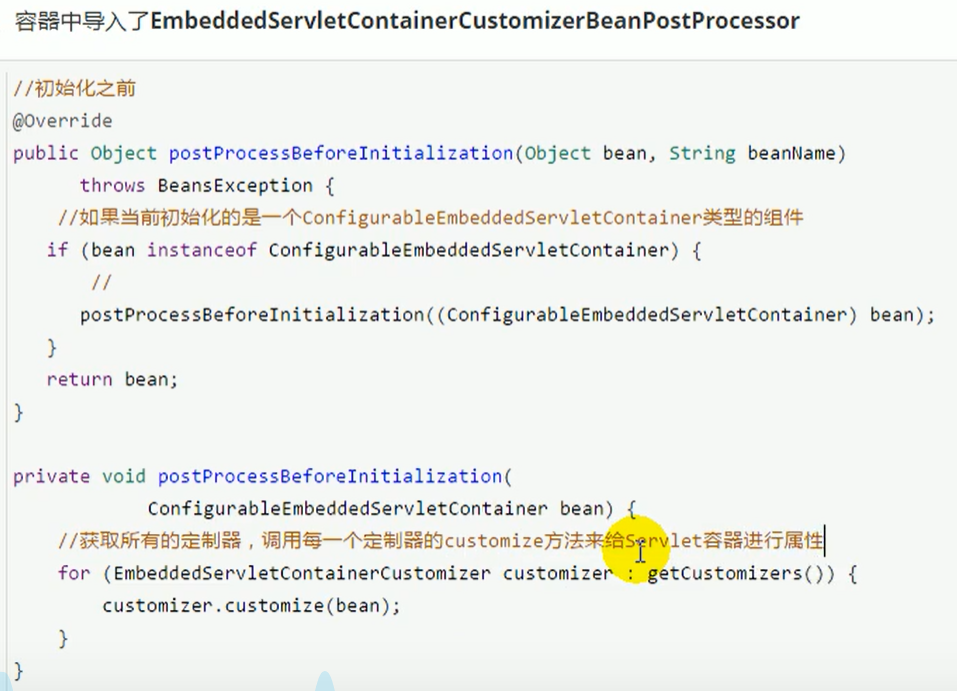 容器中导入了EmbeddedServletContainerCustomizerBeanPostProcessor
//初始化之前
@Override
public Object postProcessBeforeInitialization(Object bean, String beanName)
throws BeansException {
//如果当前初始化的是一个ConfigurableEmbeddedServletContainer类型的组件
if (bean instanceof ConfigurableEmbeddedServletContainer) {
//
postProcessBeforeInitialization((ConfigurableEmbeddedServletContainer) bean);
}
return bean;
}
private void postProcessBeforeInitialization(
ConfigurableEmbeddedServletContainer bean) {
//获取所有的定制器，调用每一个定制器的customize方法来给Servlet容器进行属性
for (EmbeddedServletContainerCustomizer customizer : getCustomizers()) {
customizer.customize(bean);
}
}